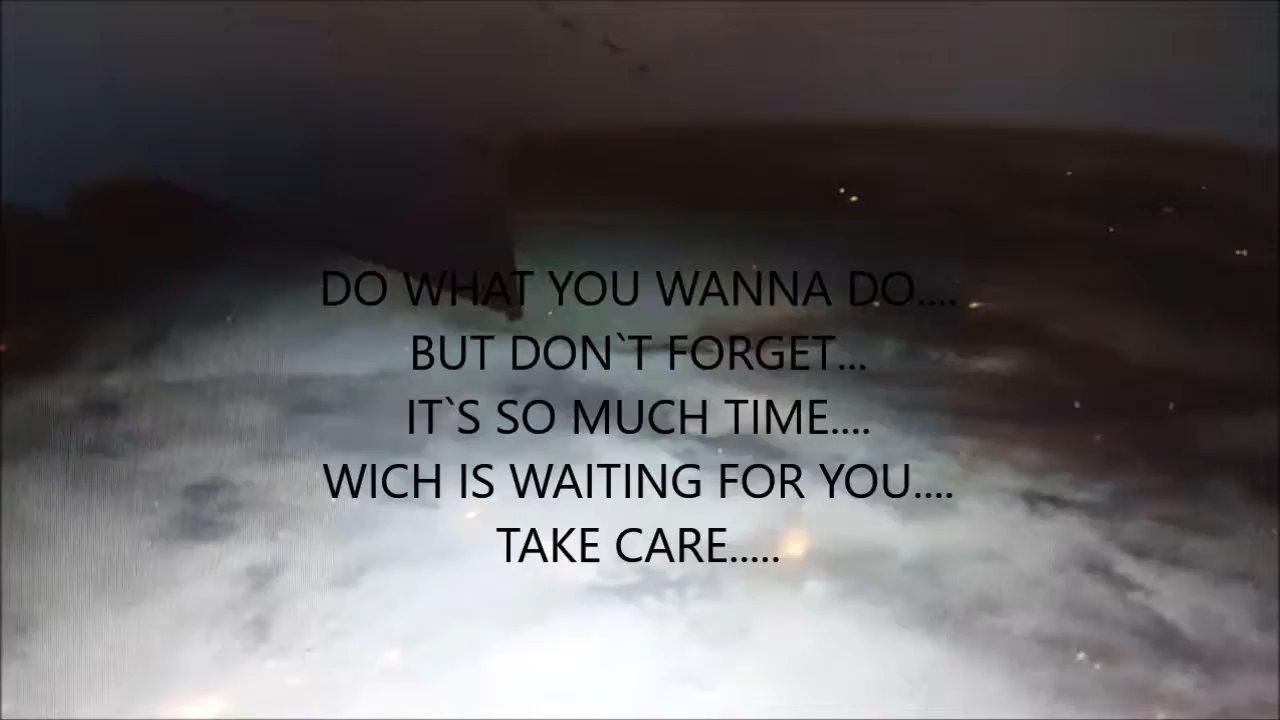 DO WHAT YOU WANNA DO....
BUT DON`T FORGET...
IT`S SO MUCH TIME....
WICH IS WAITING FOR YOU....
TAKE CARE.....